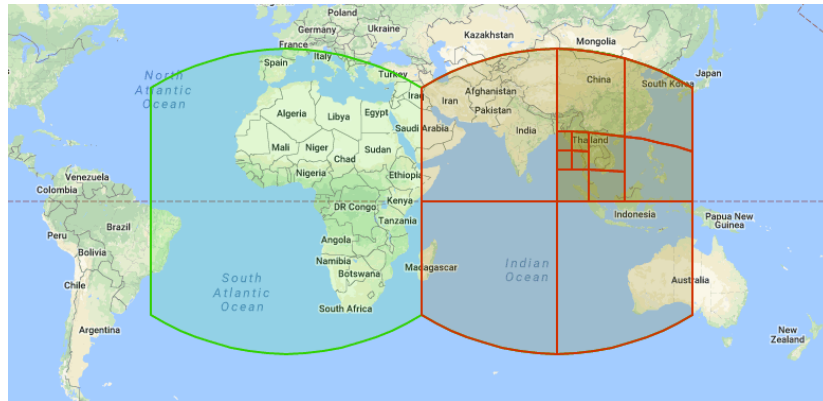 Poland
Germany
Ukraine
Kazakhstan
Mongolia
France
Italy
Spain
Turkey
North
Atlantic
Ocean
Japan
South Korea
China
Afghanistan
Iran
Pakistan
Iraq
Algeria
Libya
Egypt
Saudi Arabia
India
Mali
Niger
Sudan
Thailand
Chad
Nigeria
Ethiopia
Venezuela
Colombia
DR Congo
Kenya
Tanzania
Indonesia
Papua New
Guinea
Peru
Brazil
Angola
Bolivia
Namibia
Botswana
Madagascar
Indian
Ocean
Australia
South
Atlantic
Ocean
Chile
South Africa
Argentina
New
Zealand